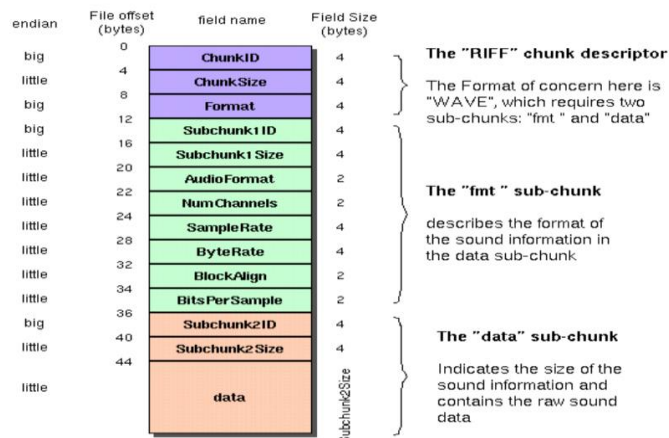 endian File offset (bytes) field name Field Size (bytes)
0
big ChunkID 4
4
little ChunkSize 4
8
big Format 4
12
big Subchunk1ID 4
16
little Subchunk1Size 4
20
little AudioFormat 2
22
little NumChannels 2
24
little SampleRate 4
28
little ByteRate 4
32
little BlockAlign 2
34
little BitsPerSample 2
36
big Subchunk2ID 4
40
little Subchunk2Size 4
44
little data Subchunk2Size
The "RIFF" chunk descriptor
The Format of concern here is
"WAVE", which requires two
sub-chunks: "fmt " and "data"
The "fmt " sub-chunk
describes the format of
the sound information in
the data sub-chunk
The "data" sub-chunk
Indicates the size of the
sound information and
contains the raw sound
data